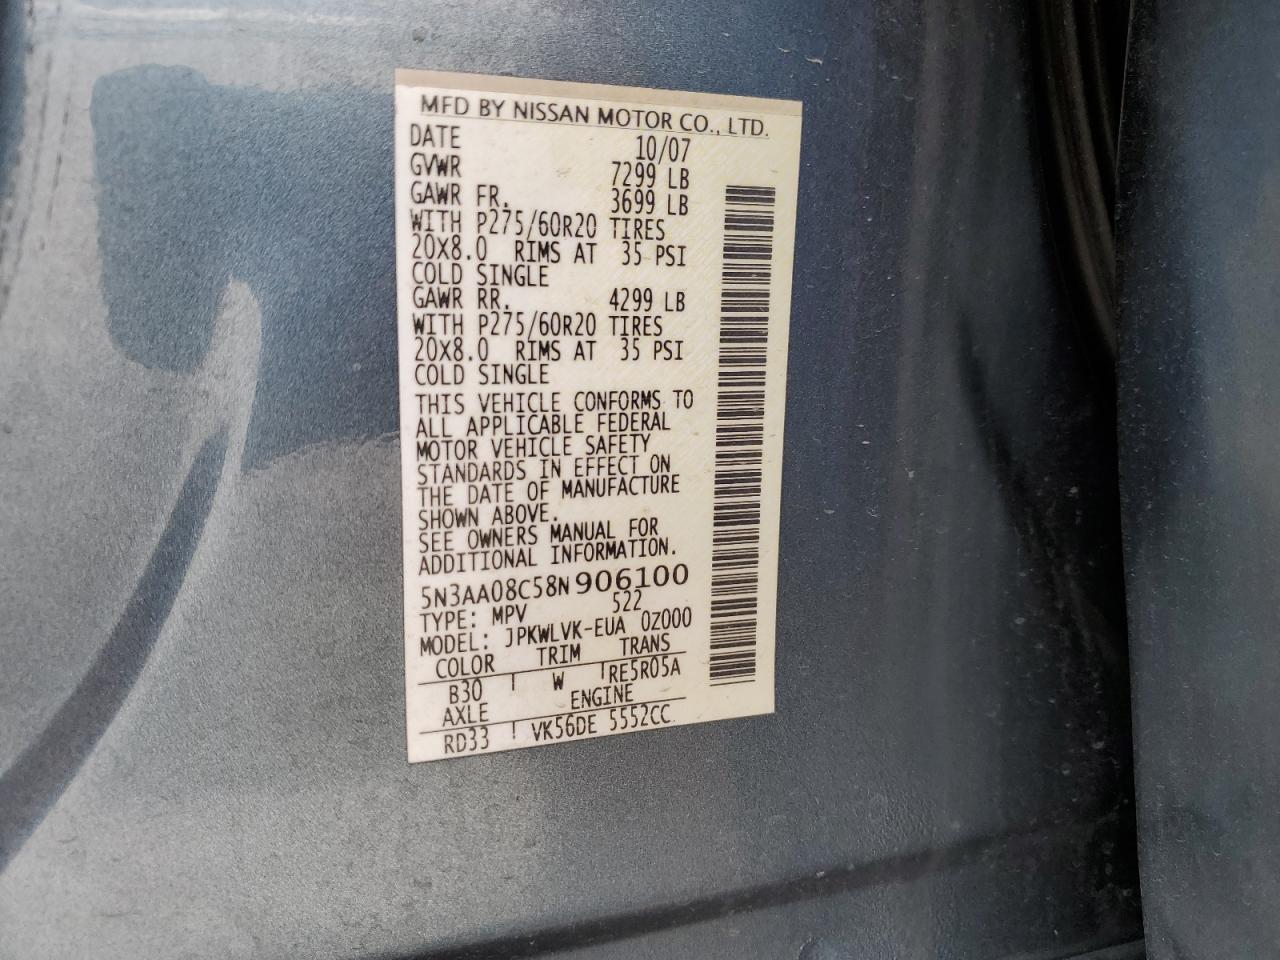 MFD BY NISSAN MOTOR CO., LTD.
DATE 10/07
GVWR 7299 LB
GAWR FR. 3699 LB
WITH P275/60R20 TIRES
20X8.0 RIMS AT 35 PSI
COLD SINGLE
GAWR RR. 4299 LB
WITH P275/60R20 TIRES
20X8.0 RIMS AT 35 PSI
COLD SINGLE
THIS VEHICLE CONFORMS TO
ALL APPLICABLE FEDERAL
MOTOR VEHICLE SAFETY
STANDARDS IN EFFECT ON
THE DATE OF MANUFACTURE
SHOWN ABOVE.
SEE OWNERS MANUAL FOR
ADDITIONAL INFORMATION.
5N3AA08C58N906100
TYPE: MPV 522
MODEL: JPKWLVK-EUA 0Z000
COLOR TRIM TRANS
B30 W RE5R05A
AXLE ENGINE
RD33 VK56DE 5552CC